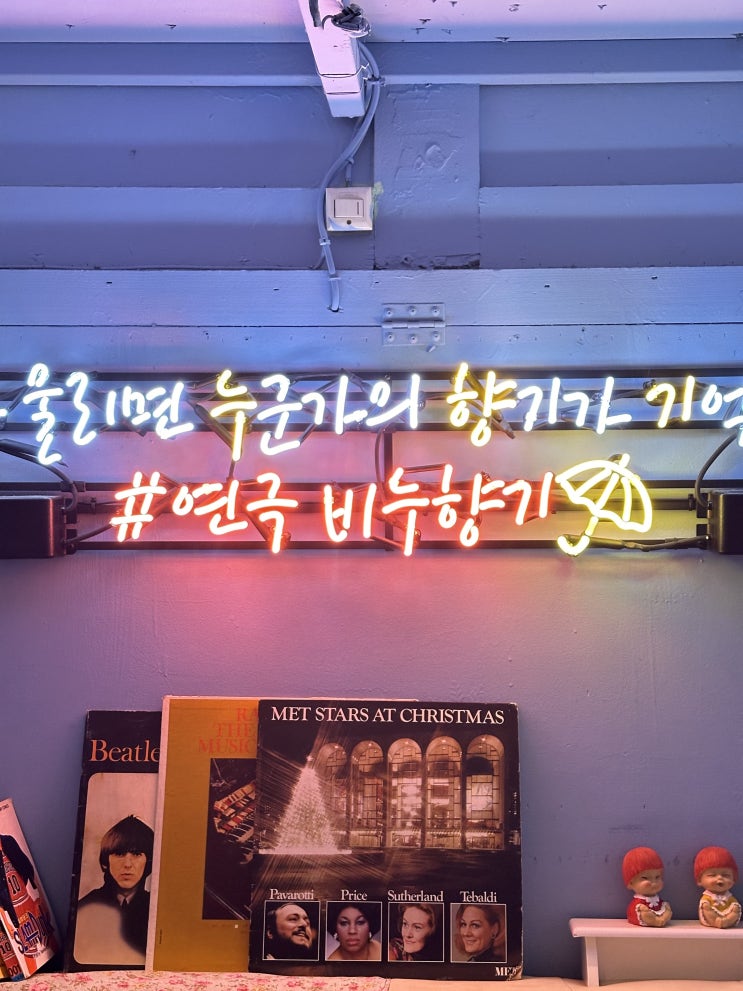 울리면 누군가의 향기가 기억
#연극 비누향기
Beatle
MET STARS AT CHRISTMAS
Pavarotti Price Sutherland Tebaldi